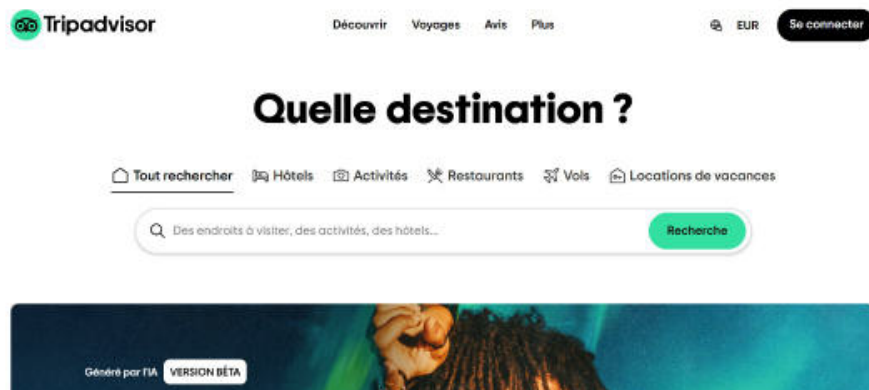 Tripadvisor
Découvrir Voyages Avis Plus
EUR Se connecter
Quelle destination ?
Tout rechercher Hôtels Activités Restaurants Vols Locations de vacances
Des endroits à visiter, des activités, des hôtels...
Recherche
Généré par l'IA VERSION BÊTA